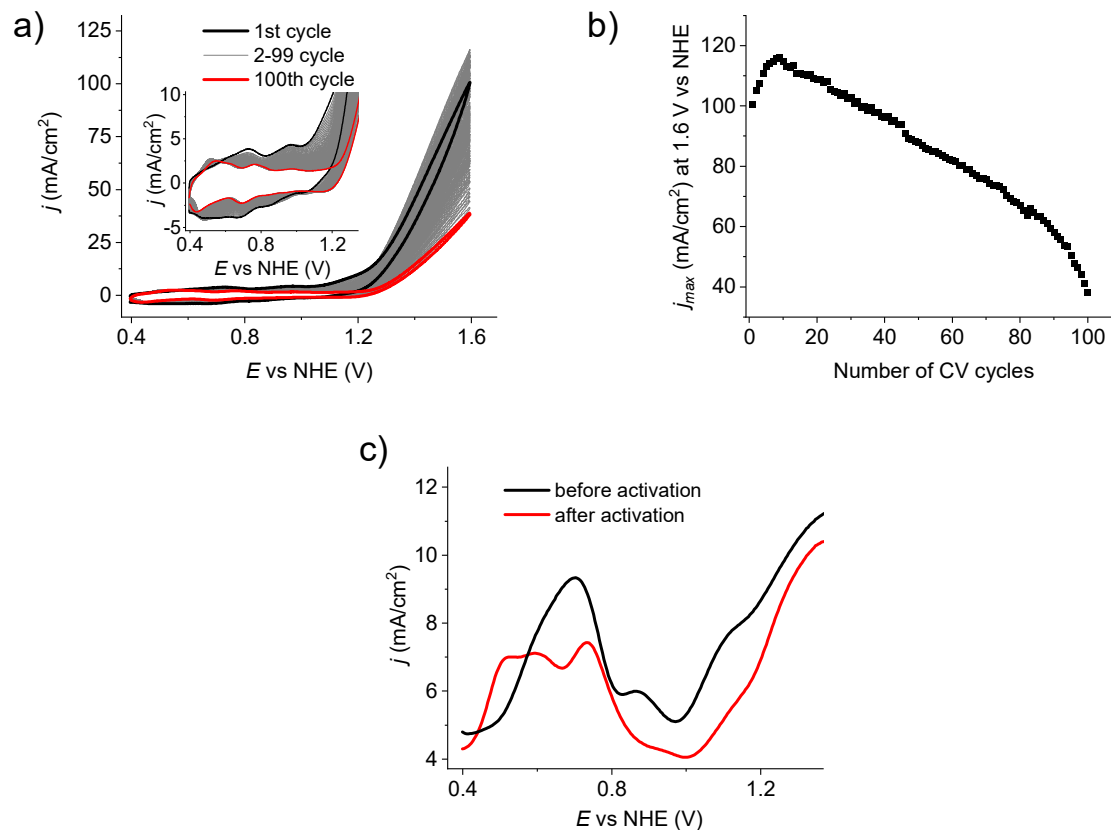 a)
125
100
75
50
25
0
j (mA/cm²)
1st cycle
2-99 cycle
100th cycle
10
5
0
-5
j (mA/cm²)
0.4 0.6 0.8 1.0 1.2
E vs NHE (V)
0.4 0.8 1.2 1.6
E vs NHE (V)
b)
120
100
80
60
40
jmax (mA/cm²) at 1.6 V vs NHE
0 20 40 60 80 100
Number of CV cycles
c)
12
10
8
6
4
j (mA/cm²)
before activation
after activation
0.4 0.8 1.2
E vs NHE (V)